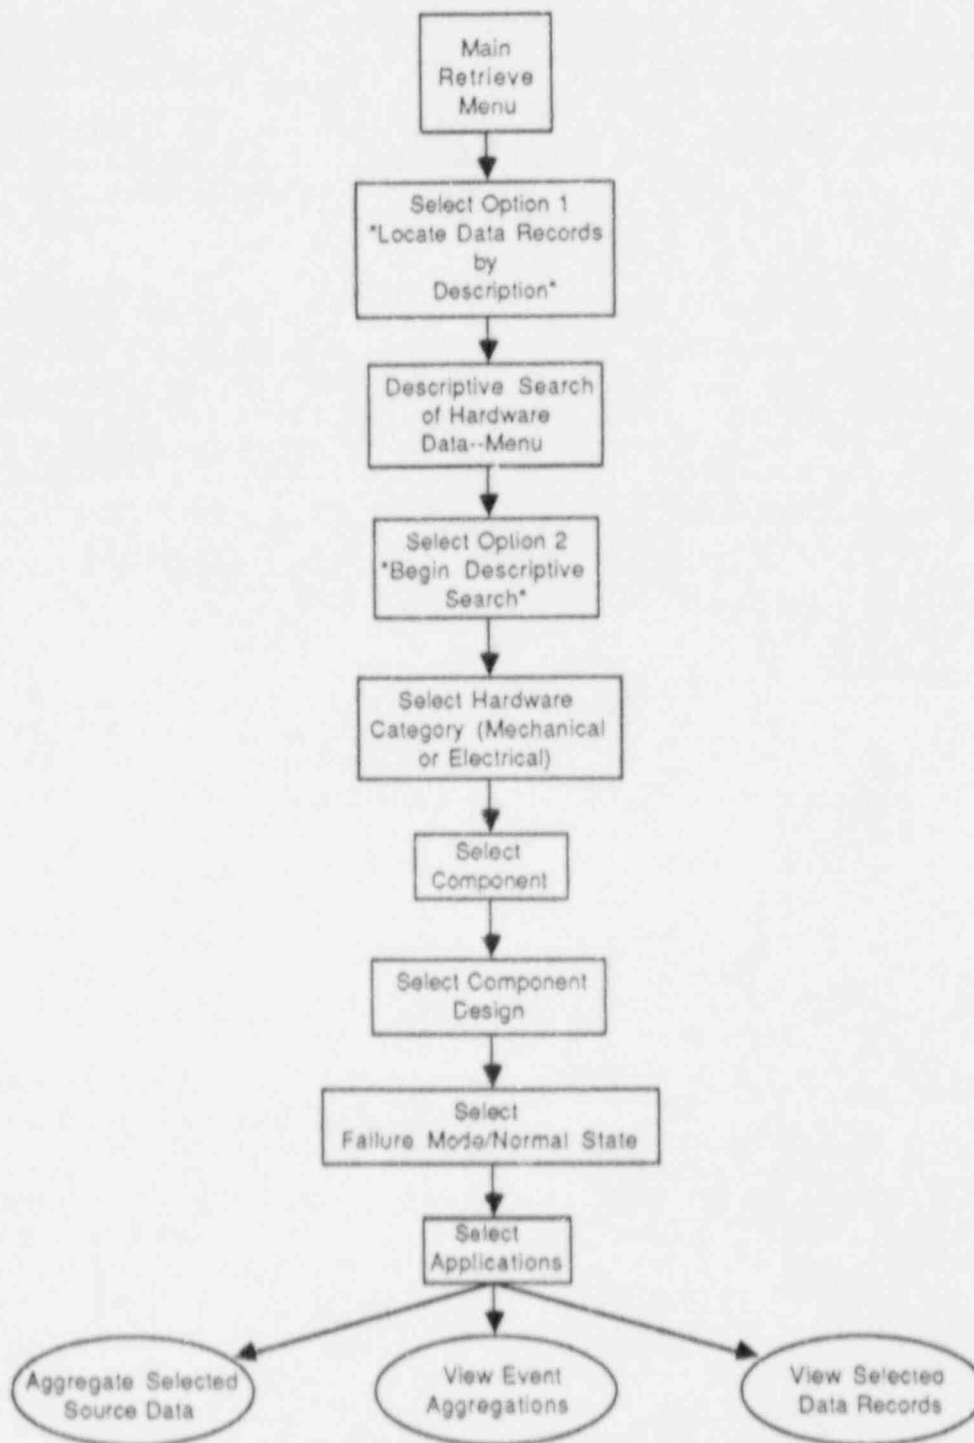 Main
Retrieve
Menu
Select Option 1
"Locate Data Records
by
Description"
Descriptive Search
of Hardware
Data--Menu
Select Option 2
"Begin Descriptive
Search"
Select Hardware
Category (Mechanical
or Electrical)
Select
Component
Select Component
Design
Select
Failure Mode/Normal State
Select
Applications
Aggregate Selected
Source Data
View Event
Aggregations
View Selected
Data Records